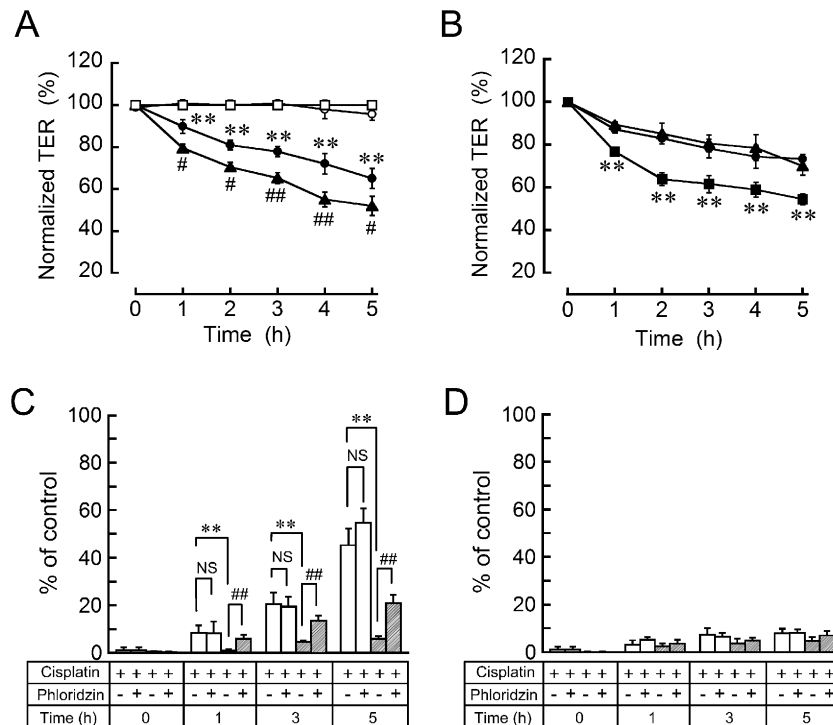 A
Normalized TER (%)
120
100
80
60
40
20
**
**
**
**
**
#
#
##
##
#
0 1 2 3 4 5
Time (h)
B
Normalized TER (%)
120
100
80
60
40
20
**
**
**
**
**
0 1 2 3 4 5
Time (h)
C
% of control
100
80
60
40
20
0
**
NS
##
**
NS
##
**
NS
##
Cisplatin + + + + + + + + + + + + + + + +
Phloridzin - + - + - + - + - + - + - + - +
Time (h) 0 1 3 5
D
% of control
100
80
60
40
20
0
Cisplatin + + + + + + + + + + + + + + + +
Phloridzin - + - + - + - + - + - + - + - +
Time (h) 0 1 3 5